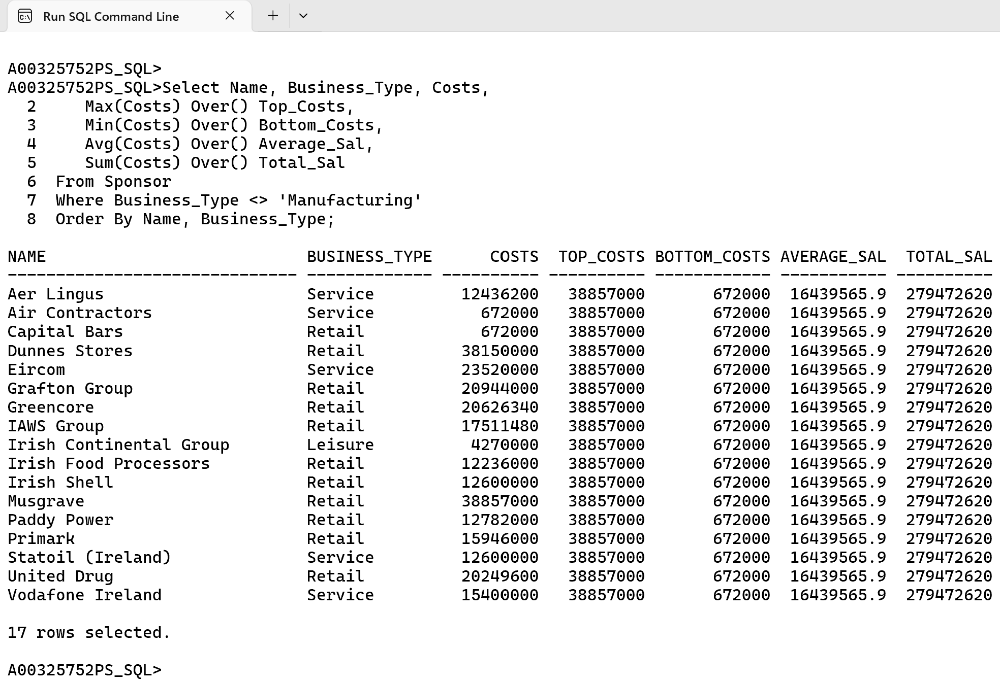 Run SQL Command Line
A00325752PS_SQL>
A00325752PS_SQL>Select Name, Business_Type, Costs,
  2     Max(Costs) Over() Top_Costs,
  3     Min(Costs) Over() Bottom_Costs,
  4     Avg(Costs) Over() Average_Sal,
  5     Sum(Costs) Over() Total_Sal
  6  From Sponsor
  7  Where Business_Type <> 'Manufacturing'
  8  Order By Name, Business_Type;
NAME BUSINESS_TYPE COSTS TOP_COSTS BOTTOM_COSTS AVERAGE_SAL TOTAL_SAL
------------------------------ ------------- ---------- ---------- ------------ ----------- ----------
Aer Lingus Service 12436200 38857000 672000 16439565.9 279472620
Air Contractors Service 672000 38857000 672000 16439565.9 279472620
Capital Bars Retail 672000 38857000 672000 16439565.9 279472620
Dunnes Stores Retail 38150000 38857000 672000 16439565.9 279472620
Eircom Service 23520000 38857000 672000 16439565.9 279472620
Grafton Group Retail 20944000 38857000 672000 16439565.9 279472620
Greencore Retail 20626340 38857000 672000 16439565.9 279472620
IAWS Group Retail 17511480 38857000 672000 16439565.9 279472620
Irish Continental Group Leisure 4270000 38857000 672000 16439565.9 279472620
Irish Food Processors Retail 12236000 38857000 672000 16439565.9 279472620
Irish Shell Retail 12600000 38857000 672000 16439565.9 279472620
Musgrave Retail 38857000 38857000 672000 16439565.9 279472620
Paddy Power Retail 12782000 38857000 672000 16439565.9 279472620
Primark Retail 15946000 38857000 672000 16439565.9 279472620
Statoil (Ireland) Service 12600000 38857000 672000 16439565.9 279472620
United Drug Retail 20249600 38857000 672000 16439565.9 279472620
Vodafone Ireland Service 15400000 38857000 672000 16439565.9 279472620
17 rows selected.
A00325752PS_SQL>